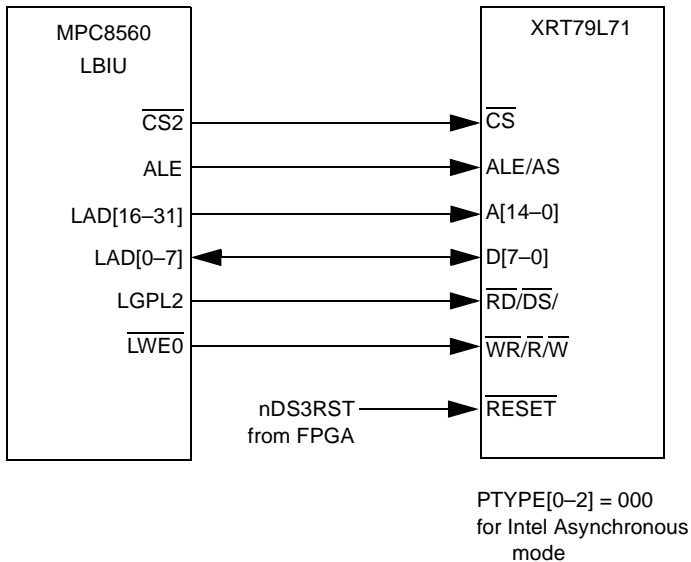 MPC8560
LBIU
XRT79L71
CS2
CS
ALE
ALE/AS
LAD[16–31]
A[14–0]
LAD[0–7]
D[7–0]
LGPL2
RD/DS/
LWE0
WR/R/W
nDS3RST
from FPGA
RESET
PTYPE[0–2] = 000
for Intel Asynchronous
mode